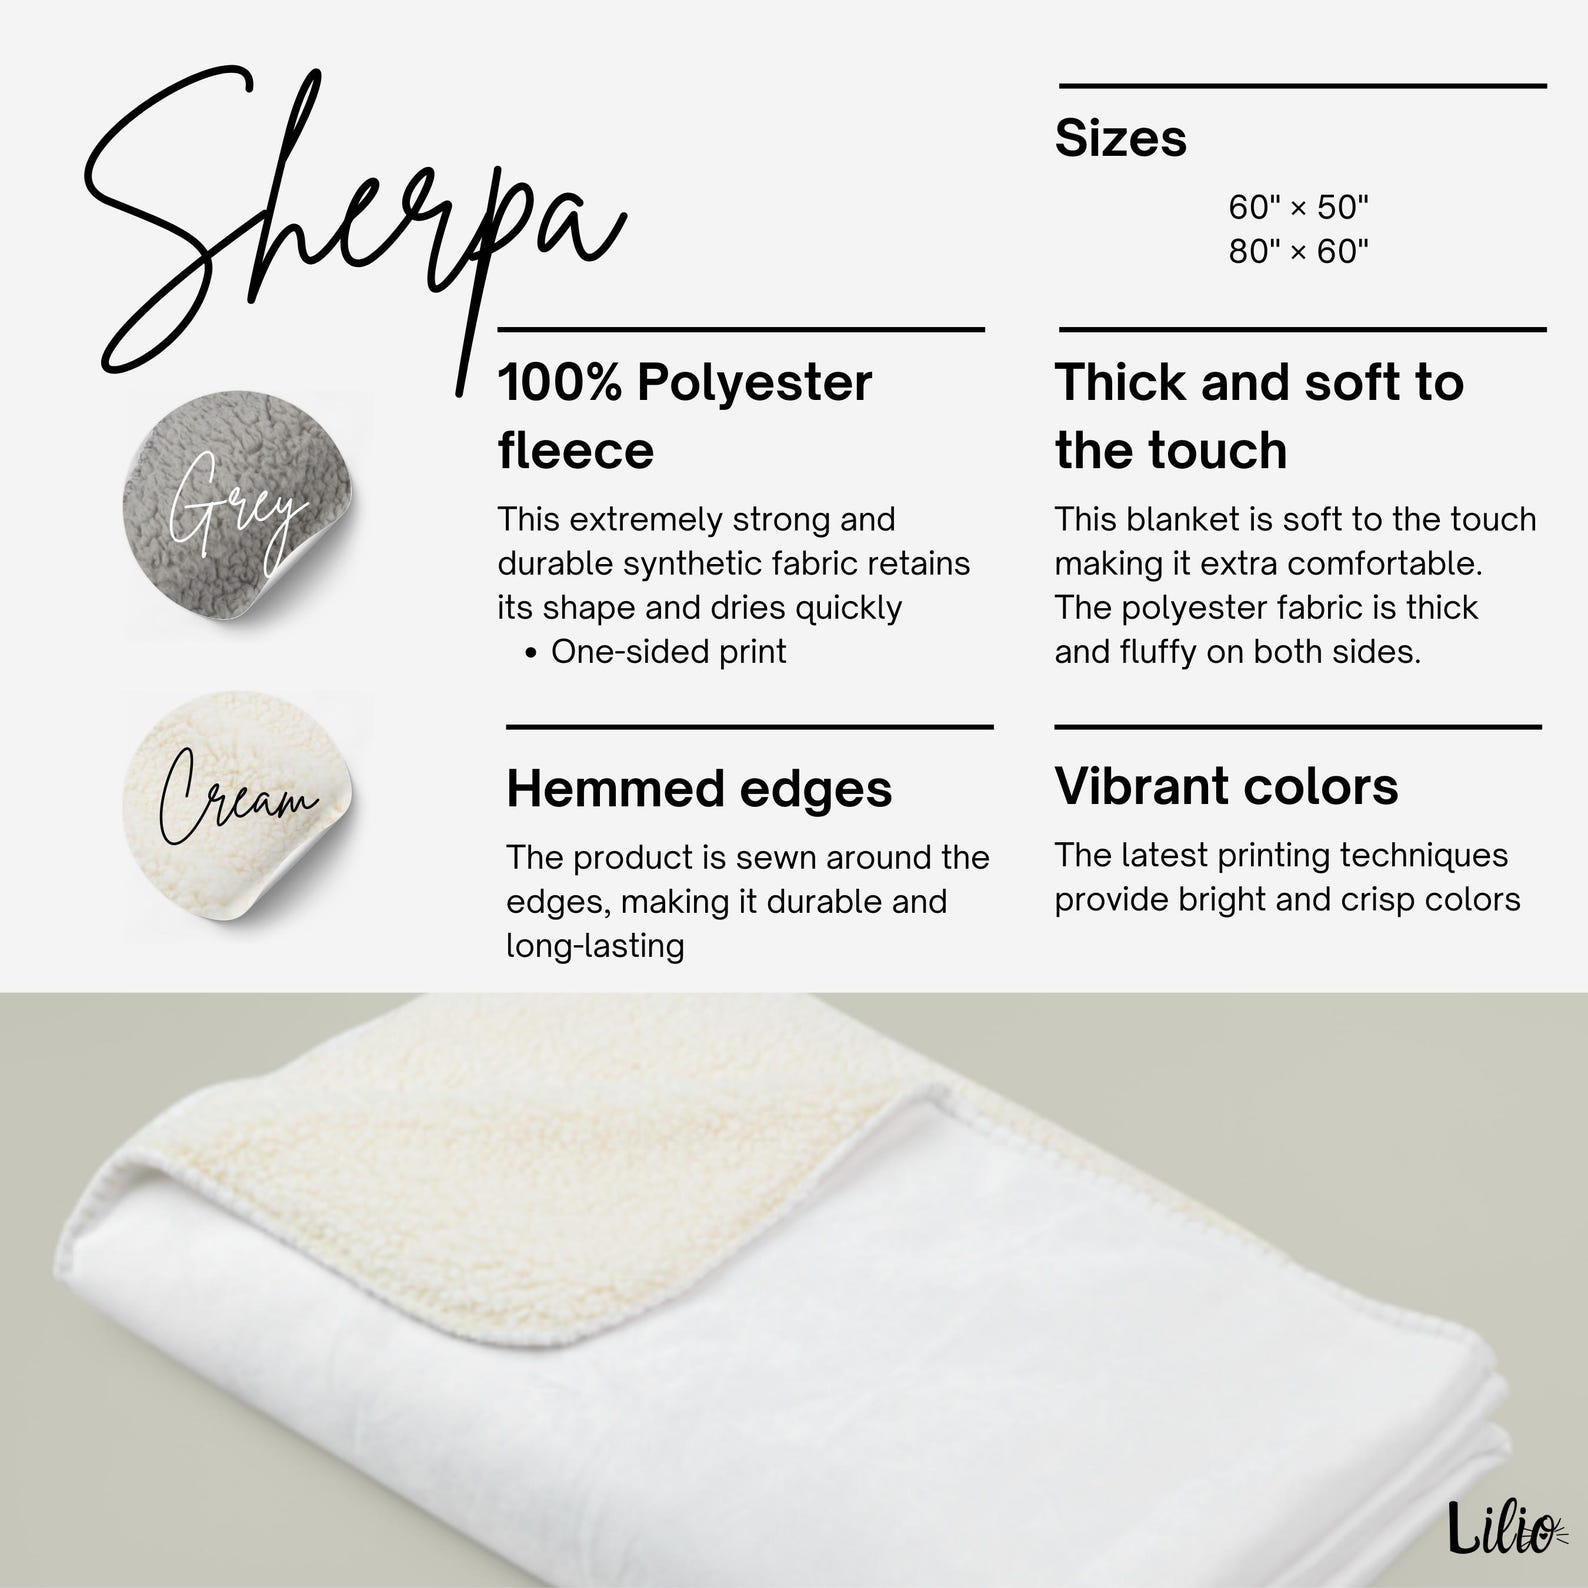 Sherpa
Sizes
60" × 50"
80" × 60"
Grey
Cream
100% Polyester
fleece
This extremely strong and
durable synthetic fabric retains
its shape and dries quickly
• One-sided print
Thick and soft to
the touch
This blanket is soft to the touch
making it extra comfortable.
The polyester fabric is thick
and fluffy on both sides.
Hemmed edges
The product is sewn around the
edges, making it durable and
long-lasting
Vibrant colors
The latest printing techniques
provide bright and crisp colors
Lilio